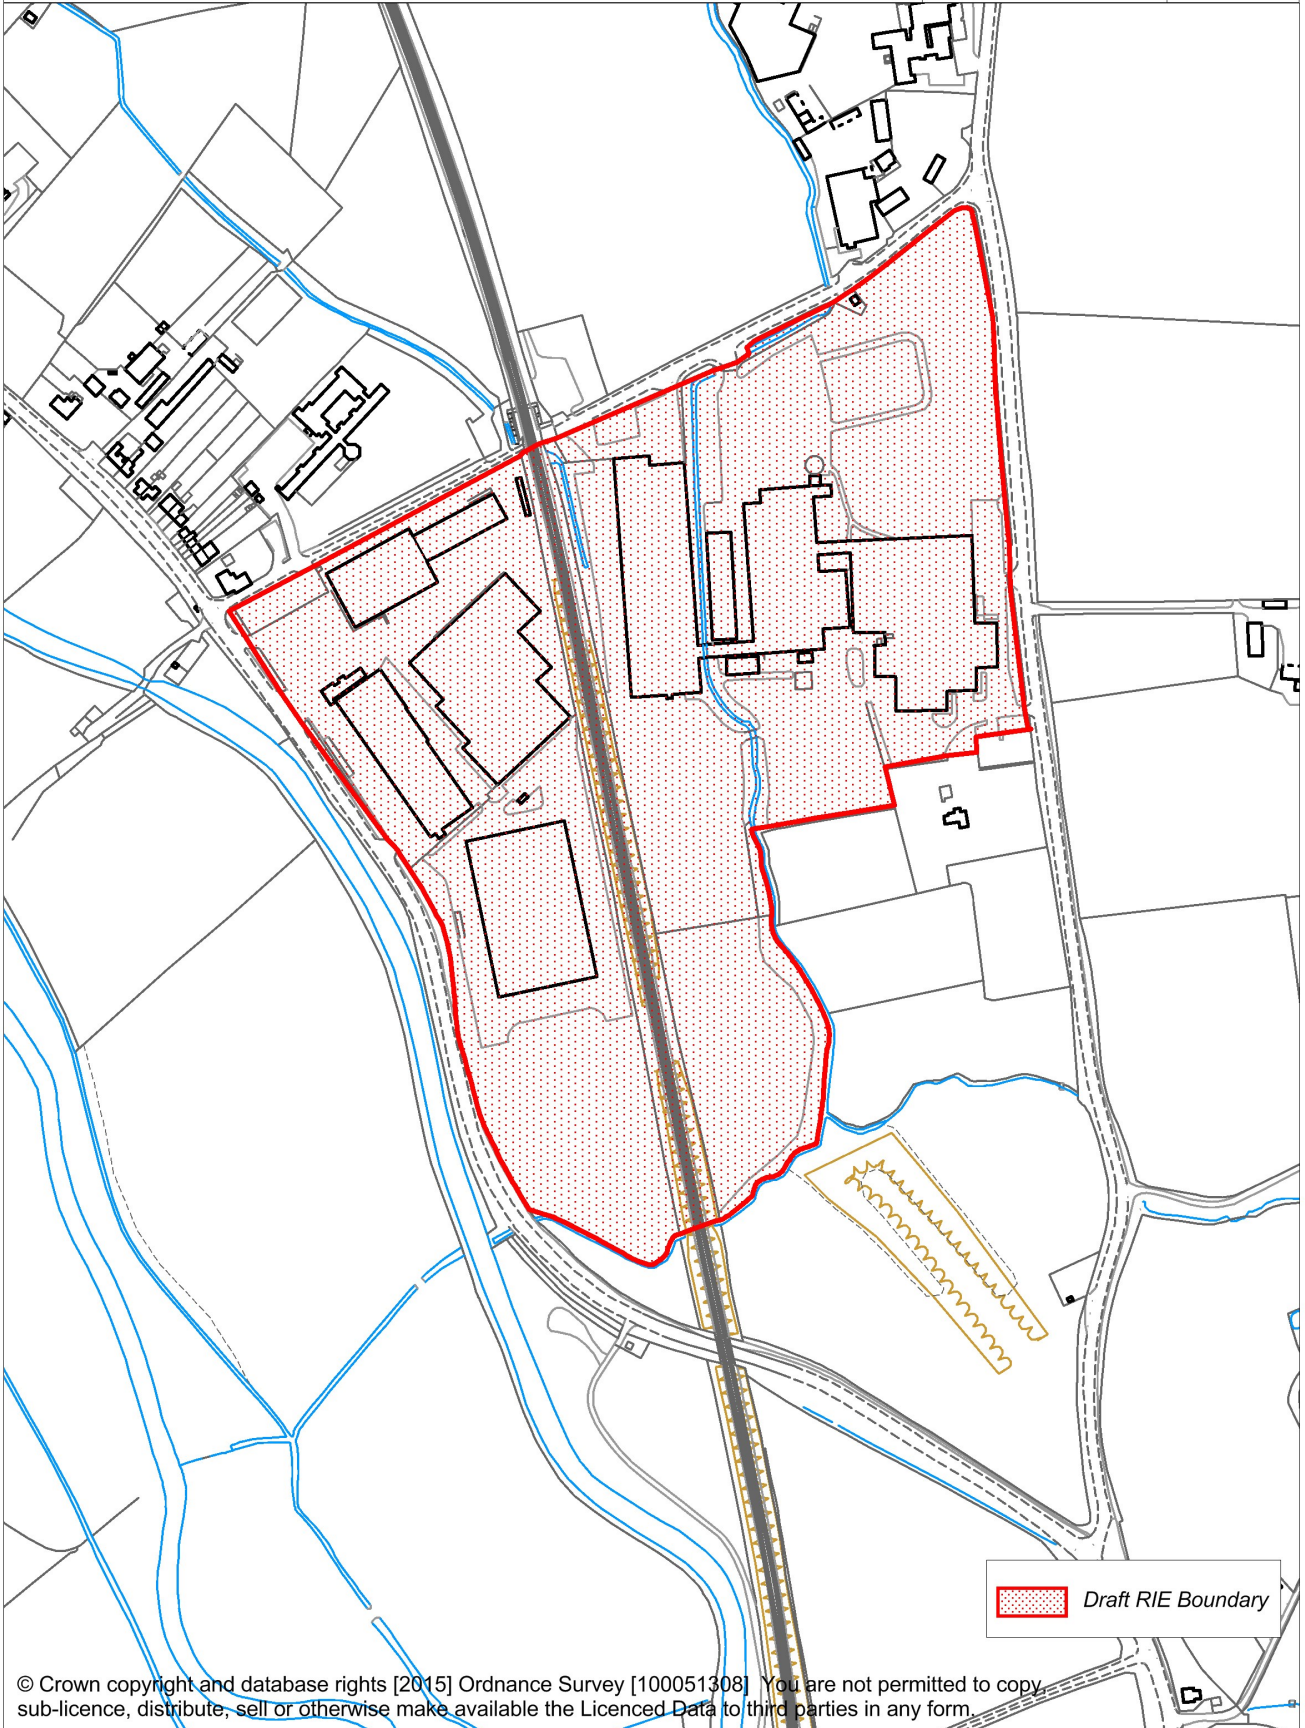 Draft RIE Boundary
© Crown copyright and database rights [2015] Ordnance Survey [100051308]  You are not permitted to copy,
sub-licence, distribute, sell or otherwise make available the Licenced Data to third parties in any form.